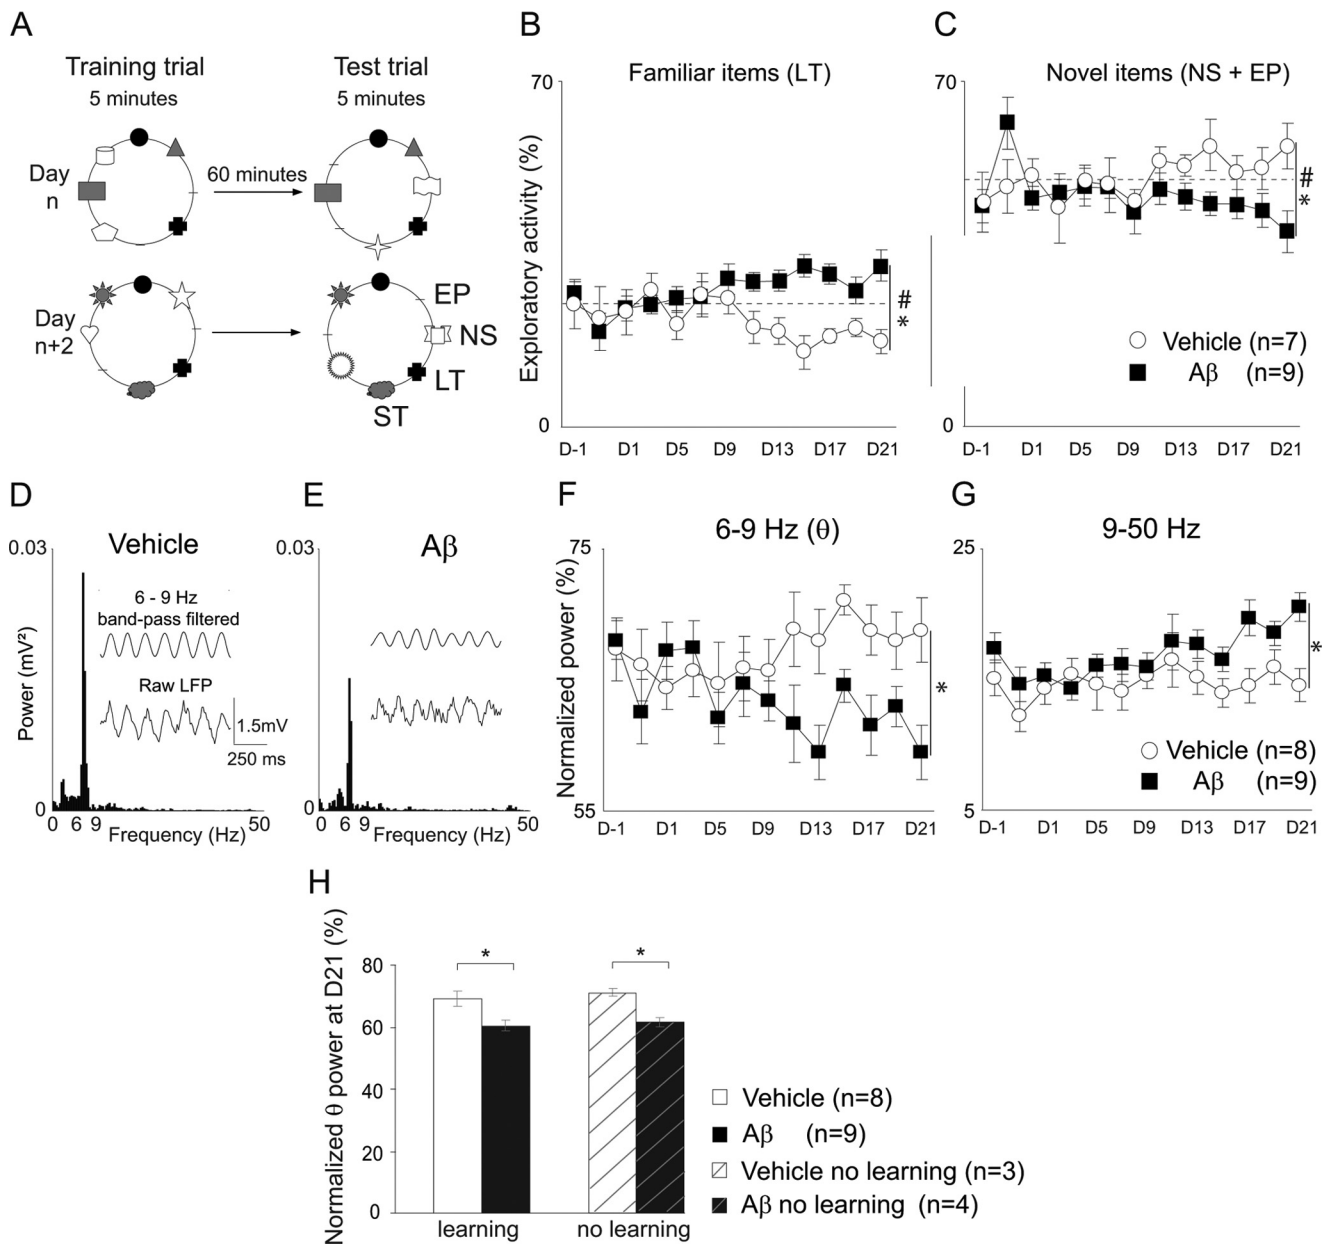 A
Training trial
5 minutes
Test trial
5 minutes
Day
n
60 minutes
Day
n+2
EP
NS
LT
ST
B
Familiar items (LT)
70
Exploratory activity (%)
0
#
*
D-1 D1 D5 D9 D13 D17 D21
C
Novel items (NS + EP)
70
#
*
Vehicle (n=7)
Aβ (n=9)
0
D-1 D1 D5 D9 D13 D17 D21
D
Vehicle
0.03
6 - 9 Hz
band-pass filtered
Raw LFP
1.5mV
250 ms
Power (mV²)
0
0 6 9 50
Frequency (Hz)
E
Aβ
0.03
0
0 6 9 50
Frequency (Hz)
F
6-9 Hz (θ)
75
Normalized power (%)
*
55
D-1 D1 D5 D9 D13 D17 D21
G
9-50 Hz
25
*
Vehicle (n=8)
Aβ (n=9)
5
D-1 D1 D5 D9 D13 D17 D21
H
Normalized θ power at D21 (%)
80
60
40
20
0
* *
learning no learning
Vehicle (n=8)
Aβ (n=9)
Vehicle no learning (n=3)
Aβ no learning (n=4)